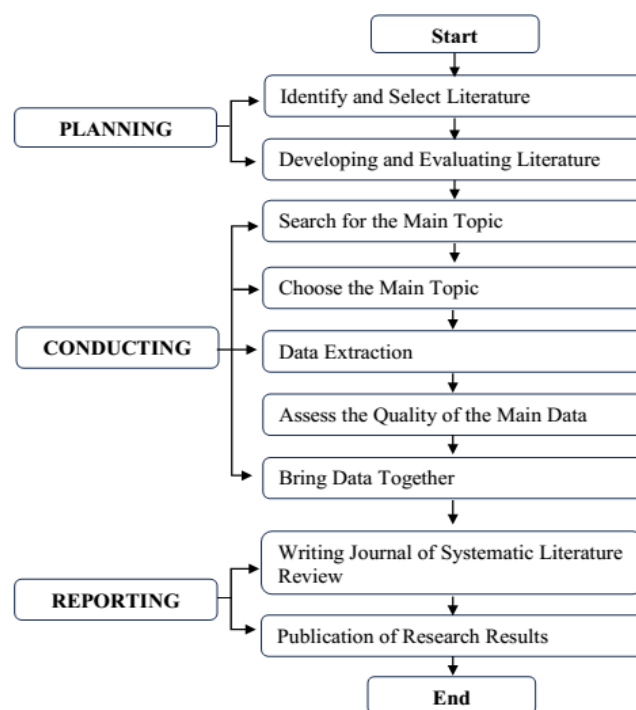 Start
Identify and Select Literature
PLANNING
Developing and Evaluating Literature
Search for the Main Topic
Choose the Main Topic
CONDUCTING
Data Extraction
Assess the Quality of the Main Data
Bring Data Together
Writing Journal of Systematic Literature
Review
REPORTING
Publication of Research Results
End